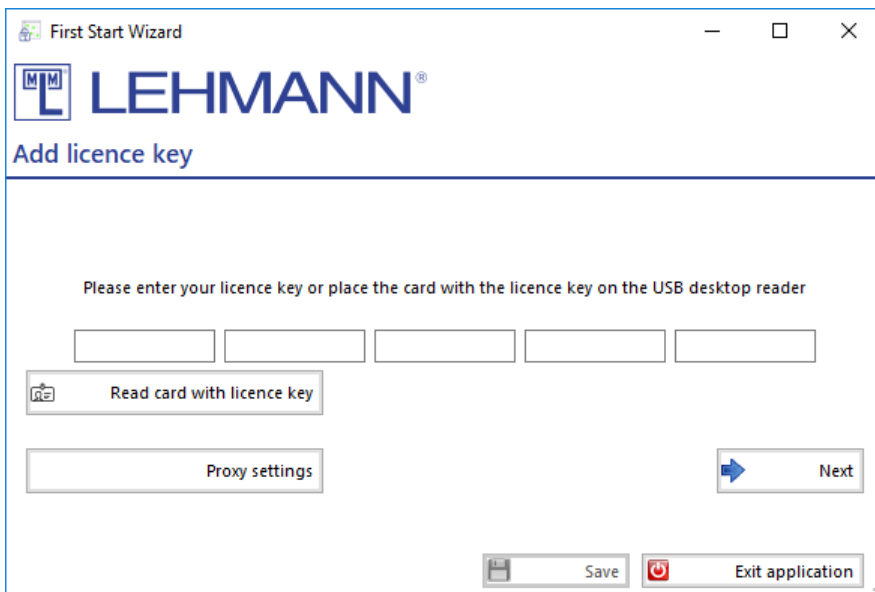 First Start Wizard
MLM LEHMANN®
Add licence key
Please enter your licence key or place the card with the licence key on the USB desktop reader
Read card with licence key
Proxy settings
Next
Save
Exit application